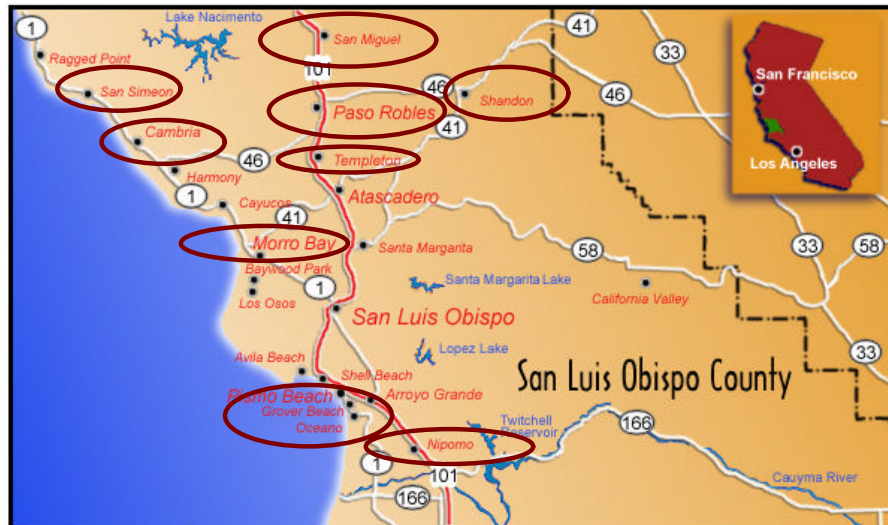 1
Lake Nacimento
San Miguel
41
33
Ragged Point
101
San Francisco
San Simeon
46
Shandon
46
Paso Robles
41
Cambria
Templeton
Los Angeles
46
Harmony
1
Atascadero
Cayucos
41
Morro Bay
Santa Margarita
58
33
58
Baywood Park
1
Santa Margarita Lake
California Valley
Los Osos
San Luis Obispo
Avila Beach
Lopez Lake
33
Shell Beach
San Luis Obispo County
Pismo Beach
Arroyo Grande
Grover Beach
Oceano
Twitchell
Reservoir
166
Nipomo
1
101
Cauyma River
166